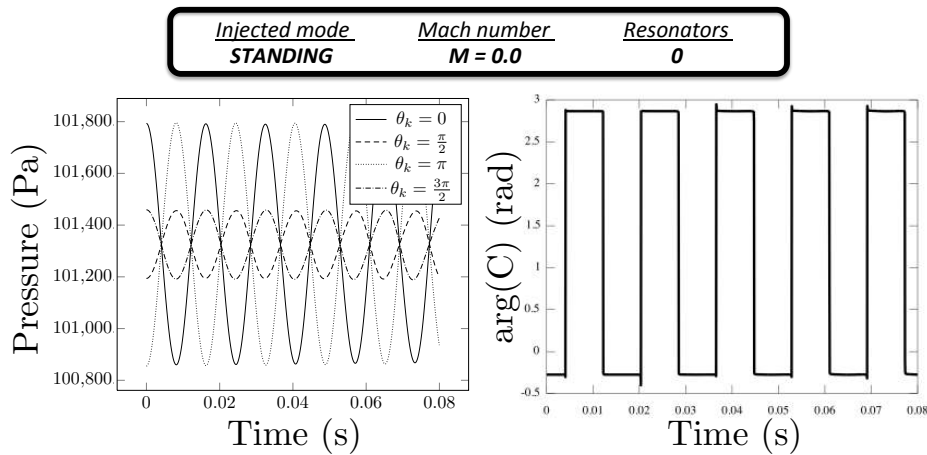 Injected mode Mach number Resonators
STANDING M = 0.0 0
101,800
101,600
101,400
101,200
101,000
100,800
Pressure (Pa)
θk = 0
θk = π/2
θk = π
θk = 3π/2
0 0.02 0.04 0.06 0.08
Time (s)
3
2.5
2
1.5
1
0.5
0
-0.5
arg(C) (rad)
0 0.01 0.02 0.03 0.04 0.05 0.06 0.07 0.08
Time (s)